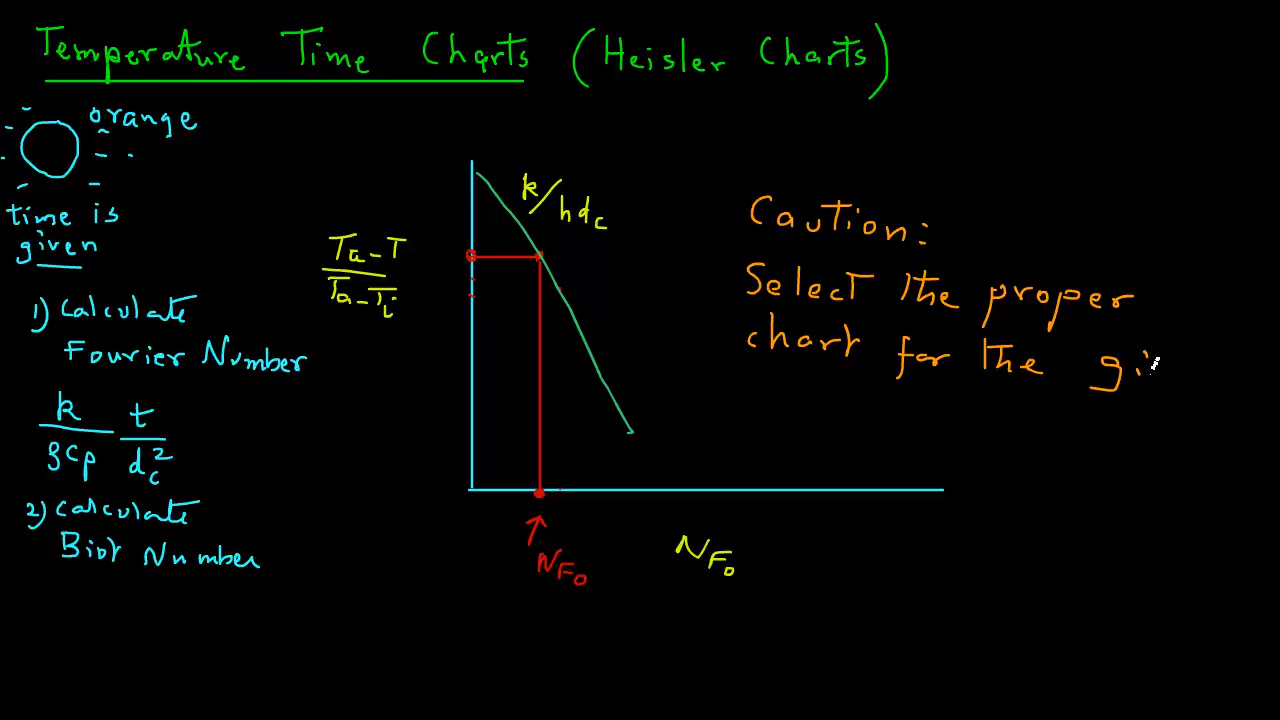 Temperature Time Charts (Heisler Charts)
orange
time is
given
1) Calculate
Fourier Number
k t
ρCp dc²
2) Calculate
Biot Number
Ta - T
Ta - Ti
k/hdc
NFo
NFo
Caution:
Select the proper
chart for the gi